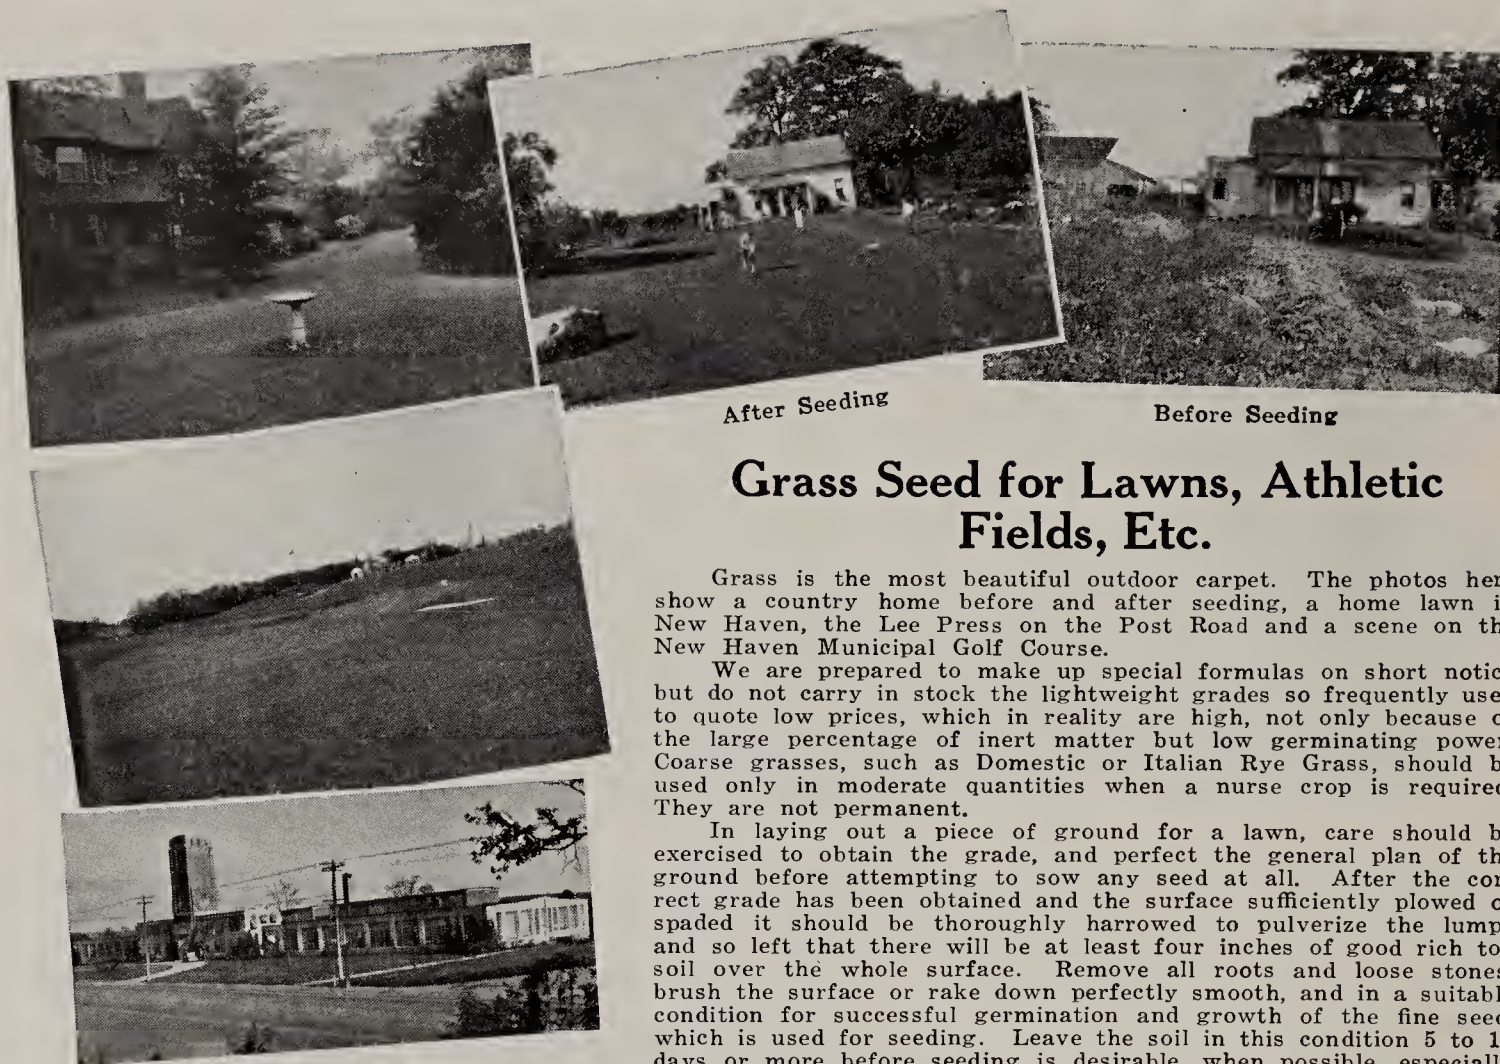 After Seeding
Before Seeding
Grass Seed for Lawns, Athletic
Fields, Etc.
Grass is the most beautiful outdoor carpet. The photos her
show a country home before and after seeding, a home lawn i
New Haven, the Lee Press on the Post Road and a scene on th
New Haven Municipal Golf Course.
We are prepared to make up special formulas on short notic
but do not carry in stock the lightweight grades so frequently use
to quote low prices, which in reality are high, not only because o
the large percentage of inert matter but low germinating power
Coarse grasses, such as Domestic or Italian Rye Grass, should b
used only in moderate quantities when a nurse crop is required
They are not permanent.
In laying out a piece of ground for a lawn, care should b
exercised to obtain the grade, and perfect the general plan of th
ground before attempting to sow any seed at all. After the cor
rect grade has been obtained and the surface sufficiently plowed o
spaded it should be thoroughly harrowed to pulverize the lump
and so left that there will be at least four inches of good rich to
soil over the whole surface. Remove all roots and loose stones
brush the surface or rake down perfectly smooth, and in a suitabl
condition for successful germination and growth of the fine seed
which is used for seeding. Leave the soil in this condition 5 to 1
days or more before seeding is desirable, when possible, especial